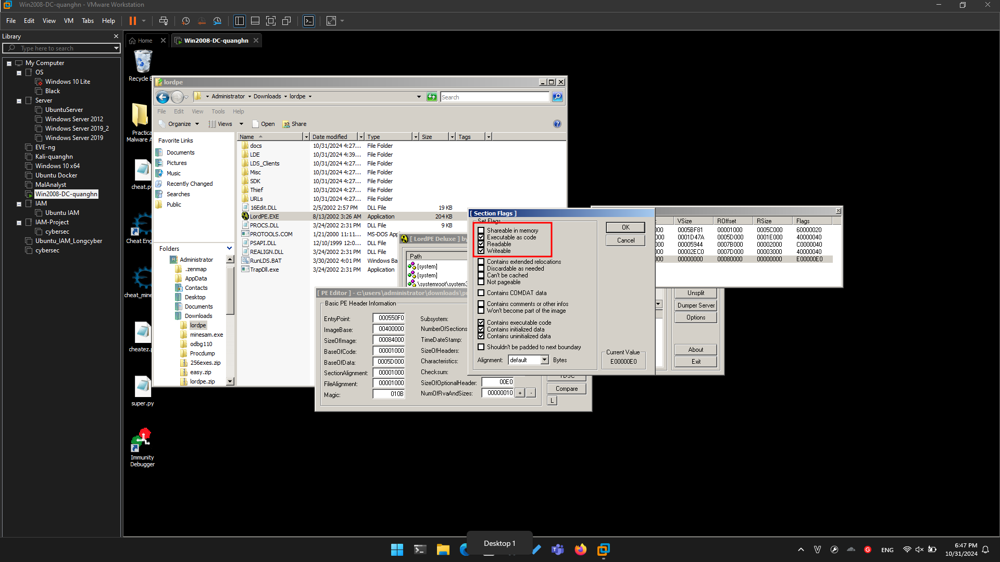 Win2008-DC-quanghn - VMware Workstation
File Edit View VM Tabs Help
Library
Type here to search
My Computer
OS
Windows 10 Lite
Black
Server
UbuntuServer
Windows Server 2012
Windows Server 2019_2
Windows Server 2019
EVE-ng
Kali-quanghn
Windows 10 x64
Ubuntu Docker
MalAnalyst
Win2008-DC-quanghn
IAM
Ubuntu IAM
IAM-Project
cybersec
Ubuntu_IAM_Longcyber
cybersec
Home
Win2008-DC-quanghn
Recycle
Practica
Malware A
cheat.p
Cheat Eng
cheat_mine
cheatez.p
super.py
Immunity
Debugger
lordpe
Administrator Downloads lordpe
Search
File Edit View Tools Help
Organize Views Open Share
Favorite Links
Documents
Pictures
Music
Recently Changed
Searches
Public
Folders
Administrator
.zenmap
AppData
Contacts
Desktop
Documents
Downloads
lordpe
minesam.exe
odbg110
Procdump
256exes.zip
easy.zip
lordpe.zip
Name Date modified Type Size Tags
docs 10/31/2024 4:27... File Folder
LDE 10/31/2024 4:39... File Folder
LDS_Clients 10/31/2024 4:27... File Folder
Misc 10/31/2024 4:27... File Folder
SDK 10/31/2024 4:27... File Folder
Thief 10/31/2024 4:27... File Folder
URLs 10/31/2024 4:27... File Folder
16Edit.DLL 2/5/2002 2:57 PM DLL File 19 KB
LordPE.EXE 8/13/2002 3:26 AM Application 204 KB
PROCS.DLL 3/24/2002 2:31 PM DLL File 9 KB
PROTOOLS.COM 1/21/2000 11:11... MS-DOS App
PSAPI.DLL 12/10/1999 12:0... DLL File
REALIGN.DLL 3/24/2002 2:31 PM DLL File
RunLDS.BAT 3/30/2002 4:01 PM Windows Ba
TrapDll.exe 3/24/2002 2:31 PM Application
[ LordPE Deluxe ] by
Path
[system]
[system]
\systemroot\system3
[ PE Editor ] - c:\users\administrator\downloads\pr
Basic PE Header Information
EntryPoint: 000550F0
ImageBase: 00400000
SizeOfImage: 00084000
BaseOfCode: 00001000
BaseOfData: 0005D000
SectionAlignment: 00001000
FileAlignment: 00001000
Magic: 010B
Subsystem:
NumberOfSections
TimeDateStamp:
SizeOfHeaders:
Characteristics:
Checksum:
SizeOfOptionalHeader: 00E0
NumOfRvaAndSizes: 00000010 + -
TDSC
Compare
L
[ Section Flags ]
Set Flags
Shareable in memory
Executable as code
Readable
Writeable
Contains extended relocations
Discardable as needed
Can't be cached
Not pageable
Contains COMDAT data
Contains comments or other infos
Won't become part of the image
Contains executable code
Contains initialized data
Contains uninitialized data
Shouldn't be padded to next boundary
Alignment: default Bytes
OK
Cancel
Current Value
E00000E0
VSize ROffset RSize Flags
000 0005BF81 00001000 0005C000 60000020
000 0001D47A 0005D000 0001E000 40000040
000 00005944 0007B000 00002000 C0000040
000 00002EC0 0007D000 00003000 40000040
000 00000000 00080000 00000000 E00000E0
Unsplit
Dumper Server
Options
About
Exit
Desktop 1
ENG
6:47 PM
10/31/2024